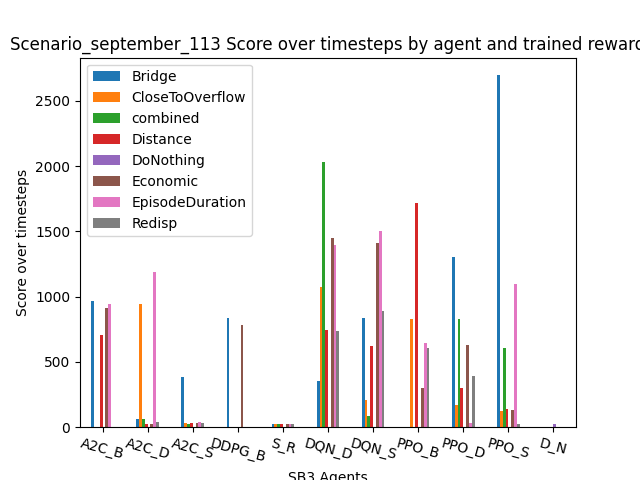 Scenario_september_113 Score over timesteps by agent and trained reward
Bridge
CloseToOverflow
combined
Distance
DoNothing
Economic
EpisodeDuration
Redisp
Score over timesteps
2500
2000
1500
1000
500
0
A2C_B A2C_D A2C_S DDPG_B S_R DQN_D DQN_S PPO_B PPO_D PPO_S D_N
SB3 Agents